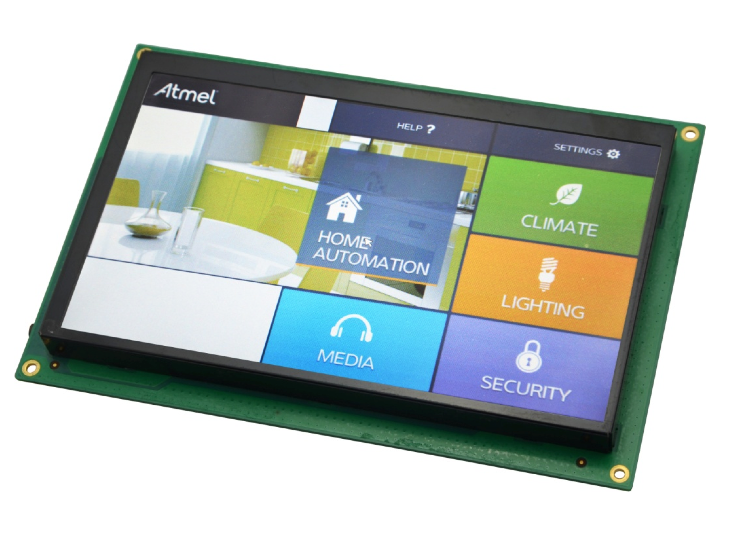 Atmel
HELP ?
SETTINGS
HOME
AUTOMATION
CLIMATE
LIGHTING
MEDIA
SECURITY